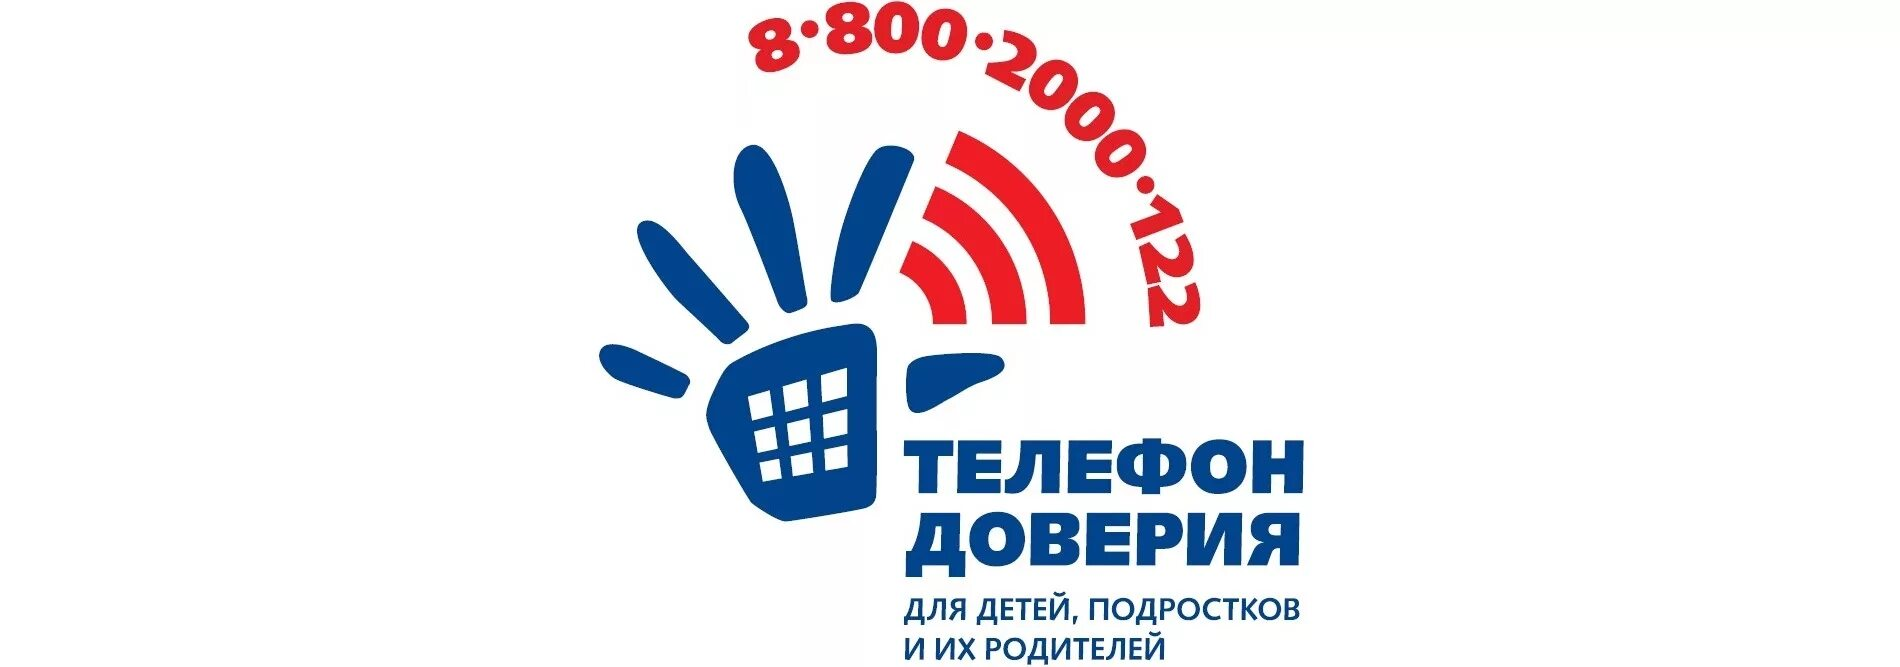 8·800·2000·122
ТЕЛЕФОН
ДОВЕРИЯ
ДЛЯ ДЕТЕЙ, ПОДРОСТКОВ
И ИХ РОДИТЕЛЕЙ